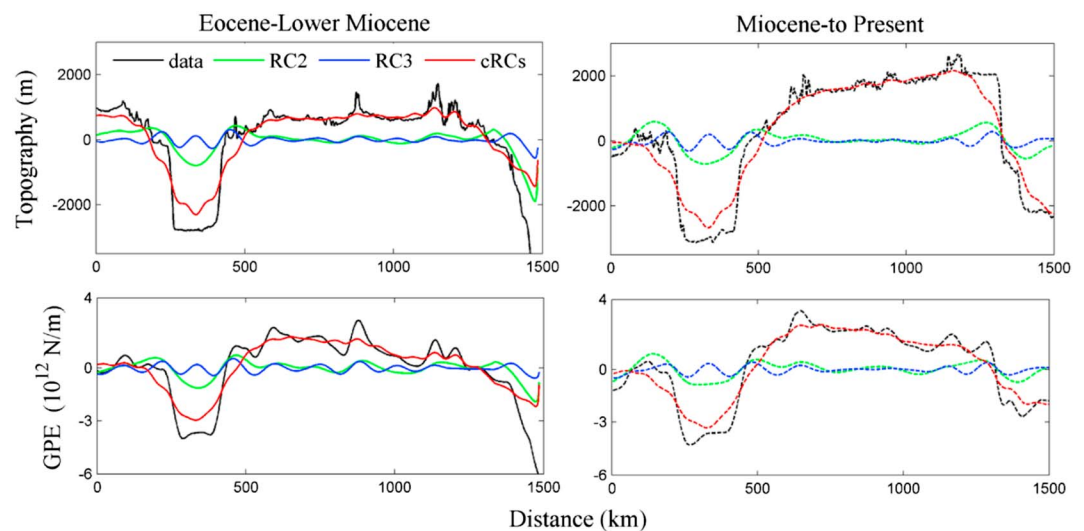 Eocene-Lower Miocene
Miocene-to Present
data RC2 RC3 cRCs
Topography (m)
2000
0
-2000
0 500 1000 1500
2000
0
-2000
0 500 1000 1500
GPE (10¹² N/m)
4
0
-3
-6
0 500 1000 1500
4
0
-3
-6
0 500 1000 1500
Distance (km)